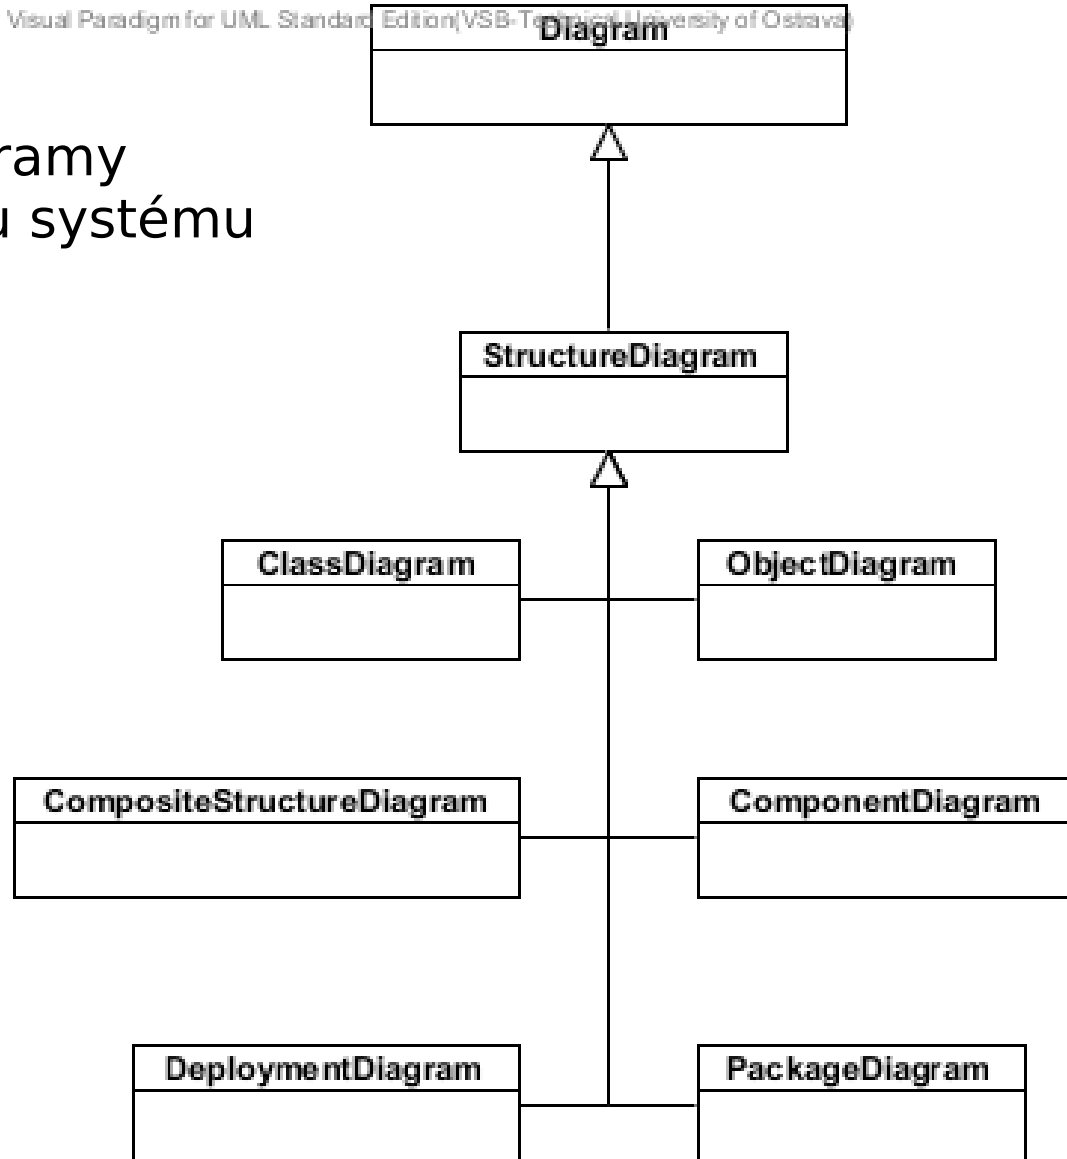 Visual Paradigm for UML Standard Edition(VSB-Technical University of Ostrava)
Diagram
ramy
u systému
StructureDiagram
ClassDiagram
ObjectDiagram
CompositeStructureDiagram
ComponentDiagram
DeploymentDiagram
PackageDiagram